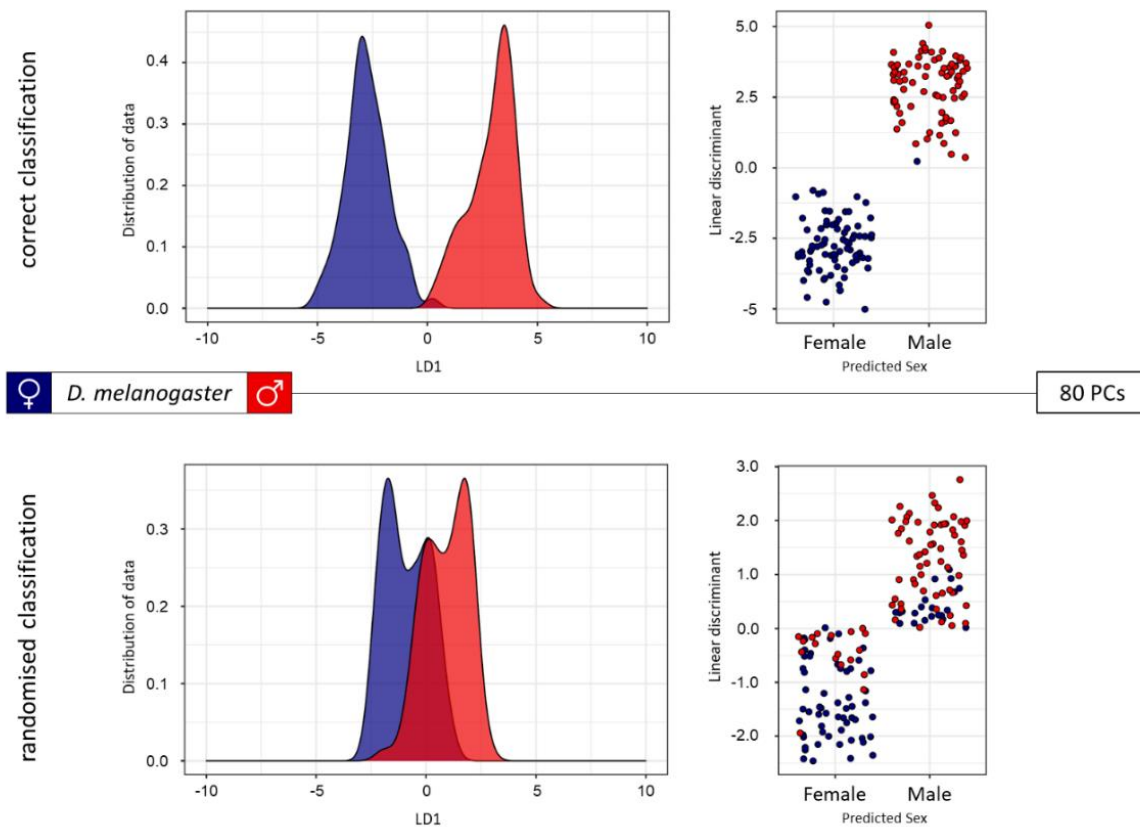 correct classification
Distribution of data
0.4
0.3
0.2
0.1
0.0
-10
-5
0
5
10
LD1
Linear discriminant
5.0
2.5
0.0
-2.5
-5
Female
Male
Predicted Sex
♀ D. melanogaster ♂
80 PCs
randomised classification
Distribution of data
0.3
0.2
0.1
0.0
-10
-5
0
5
10
LD1
Linear discriminant
3.0
2.0
1.0
0.0
-1.0
-2.0
Female
Male
Predicted Sex